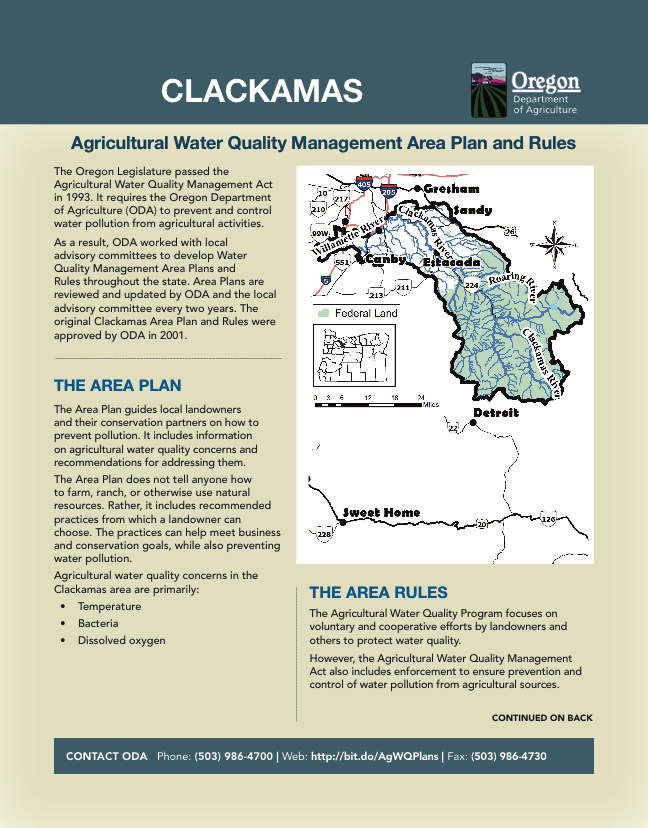 CLACKAMAS
Oregon
Department
of Agriculture
Agricultural Water Quality Management Area Plan and Rules
The Oregon Legislature passed the
Agricultural Water Quality Management Act
in 1993. It requires the Oregon Department
of Agriculture (ODA) to prevent and control
water pollution from agricultural activities.
As a result, ODA worked with local
advisory committees to develop Water
Quality Management Area Plans and
Rules throughout the state. Area Plans are
reviewed and updated by ODA and the local
advisory committee every two years. The
original Clackamas Area Plan and Rules were
approved by ODA in 2001.
THE AREA PLAN
The Area Plan guides local landowners
and their conservation partners on how to
prevent pollution. It includes information
on agricultural water quality concerns and
recommendations for addressing them.
The Area Plan does not tell anyone how
to farm, ranch, or otherwise use natural
resources. Rather, it includes recommended
practices from which a landowner can
choose. The practices can help meet business
and conservation goals, while also preventing
water pollution.
Agricultural water quality concerns in the
Clackamas area are primarily:
• Temperature
• Bacteria
• Dissolved oxygen
405
205
Gresham
10
217
210
Clackamas River
Sandy
99W
Willamette River
26
551
Canby
Estacada
5
213
211
224
Roaring River
Federal Land
Clackamas River
0 3 6 12 18 24
Miles
Detroit
22
Sweet Home
228
20
126
THE AREA RULES
The Agricultural Water Quality Program focuses on
voluntary and cooperative efforts by landowners and
others to protect water quality.
However, the Agricultural Water Quality Management
Act also includes enforcement to ensure prevention and
control of water pollution from agricultural sources.
CONTINUED ON BACK
CONTACT ODA Phone: (503) 986-4700 | Web: http://bit.do/AgWQPlans | Fax: (503) 986-4730